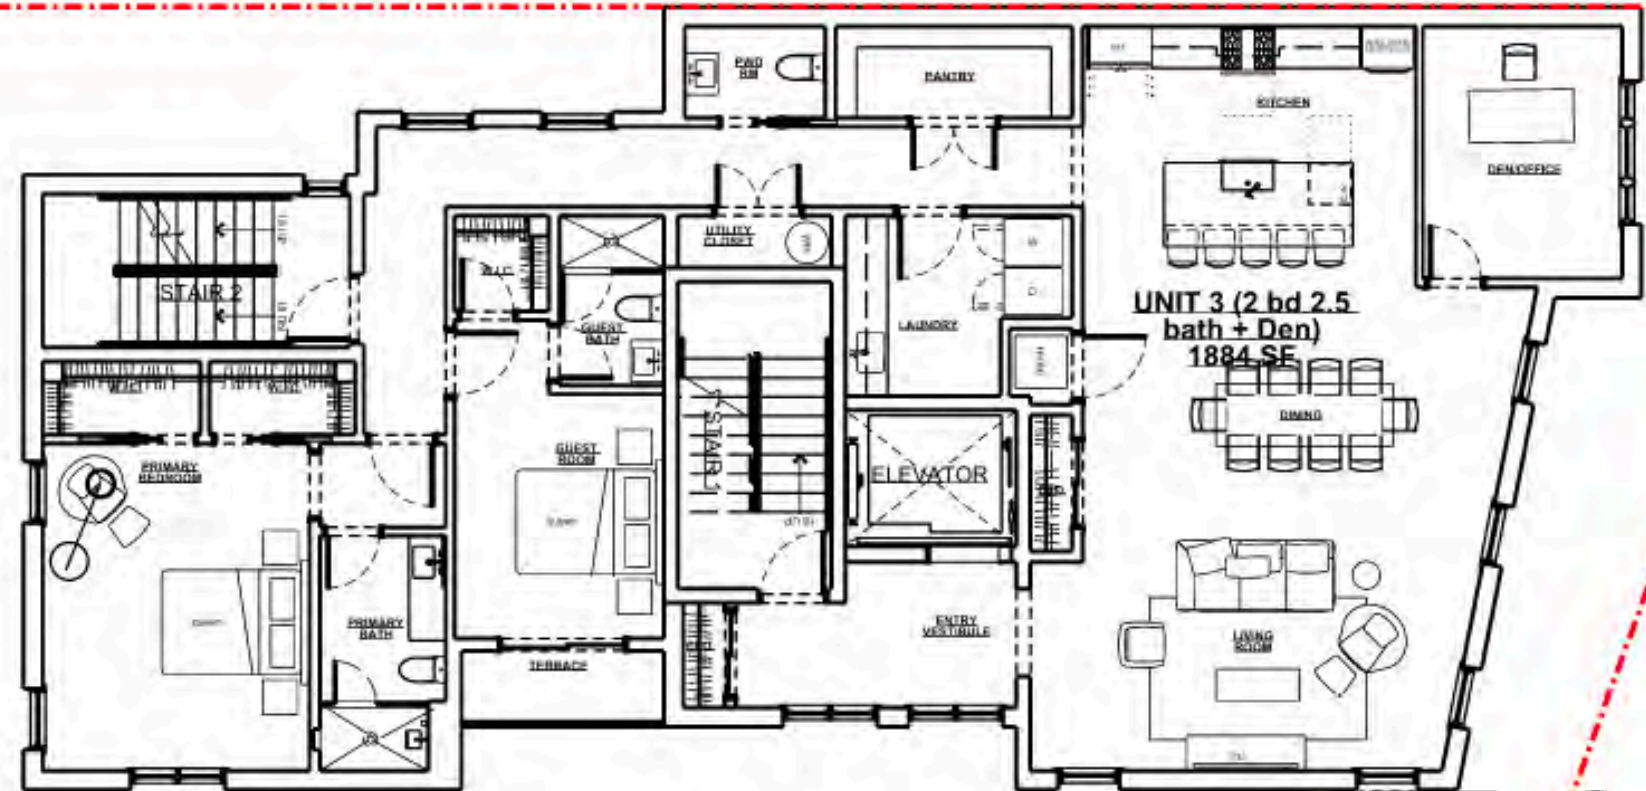 PWD
RM
PANTRY
KITCHEN
DEN/OFFICE
UTILITY
CLOSET
W.I.C
STAIR 2
GUEST
BATH
LAUNDRY
UNIT 3 (2 bd 2.5
bath + Den)
1884 SF
DINING
PRIMARY
BEDROOM
GUEST
ROOM
STAIR 1
ELEVATOR
PRIMARY
BATH
ENTRY
VESTIBULE
LIVING
ROOM
TERRACE